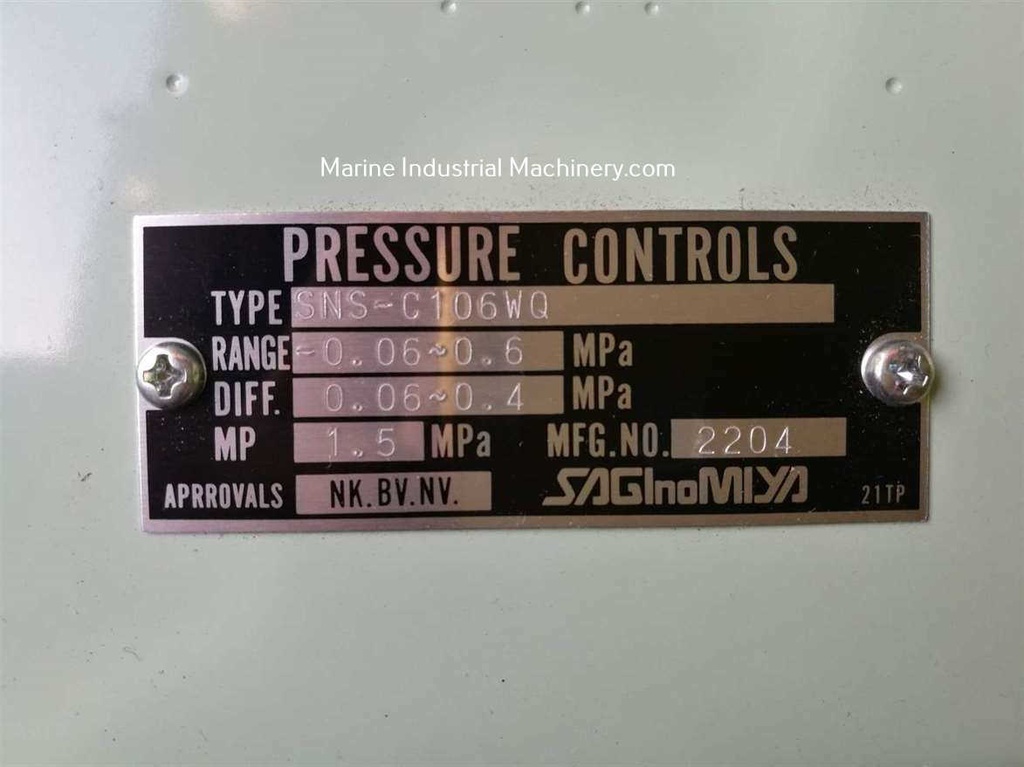 Marine Industrial Machinery.com
PRESSURE CONTROLS
TYPE SNS-C106WQ
RANGE -0.06~0.6 MPa
DIFF. 0.06~0.4 MPa
MP 1.5 MPa MFG.NO. 2204
APRROVALS NK.BV.NV. SAGInoMIYA 21TP